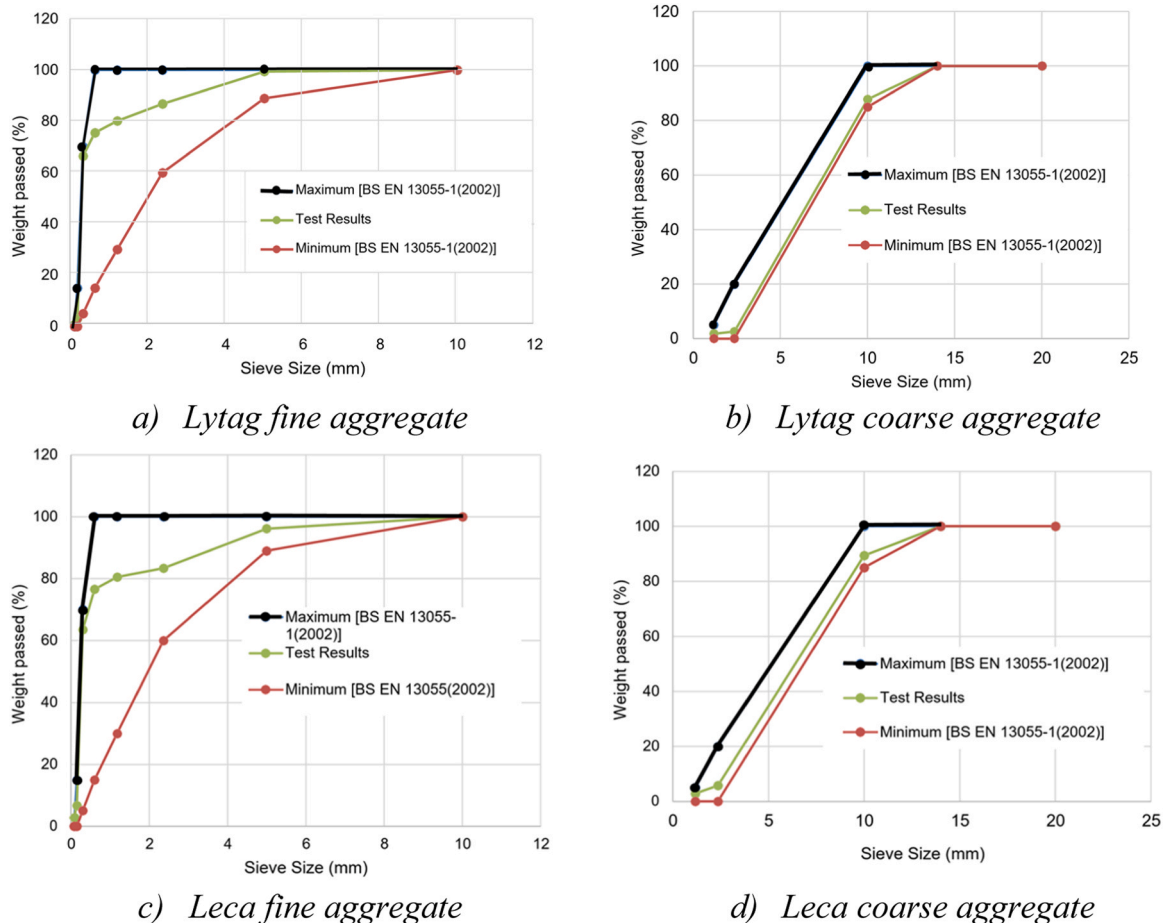 120
100
80
60
40
20
0
Weight passed (%)
Maximum [BS EN 13055-1(2002)]
Test Results
Minimum [BS EN 13055-1(2002)]
0 2 4 6 8 10 12
Sieve Size (mm)
a) Lytag fine aggregate
120
100
80
60
40
20
0
Weight passed (%)
Maximum [BS EN 13055-1(2002)]
Test Results
Minimum [BS EN 13055-1(2002)]
0 5 10 15 20 25
Sieve Size (mm)
b) Lytag coarse aggregate
120
100
80
60
40
20
0
Weight passed (%)
Maximum [BS EN 13055-
1(2002)]
Test Results
Minimum [BS EN 13055(2002)]
0 2 4 6 8 10 12
Sieve Size (mm)
c) Leca fine aggregate
120
100
80
60
40
20
0
Weight passed (%)
Maximum [BS EN 13055-1(2002)]
Test Results
Minimum [BS EN 13055-1(2002)]
0 5 10 15 20 25
Sieve Size (mm)
d) Leca coarse aggregate